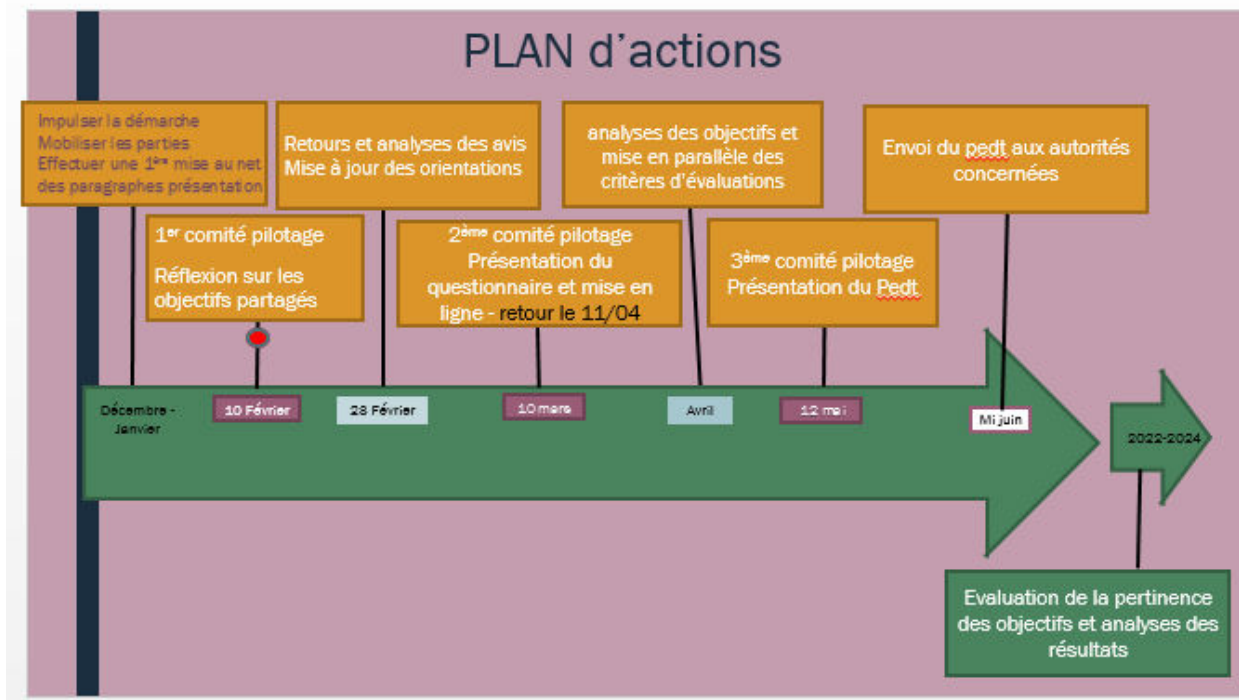 PLAN d'actions
Impulser la démarche
Mobiliser les parties
Effectuer une 1ère mise au net
des paragraphes présentation
Retours et analyses des avis
Mise à jour des orientations
analyses des objectifs et
mise en parallèle des
critères d'évaluations
Envoi du pedt aux autorités
concernées
1er comité pilotage
Réflexion sur les
objectifs partagés
2ème comité pilotage
Présentation du
questionnaire et mise en
ligne - retour le 11/04
3ème comité pilotage
Présentation du Pedt
Décembre -
Janvier
10 Février
28 Février
10 mars
Avril
12 mai
Mi juin
2022-2024
Evaluation de la pertinence
des objectifs et analyses des
résultats